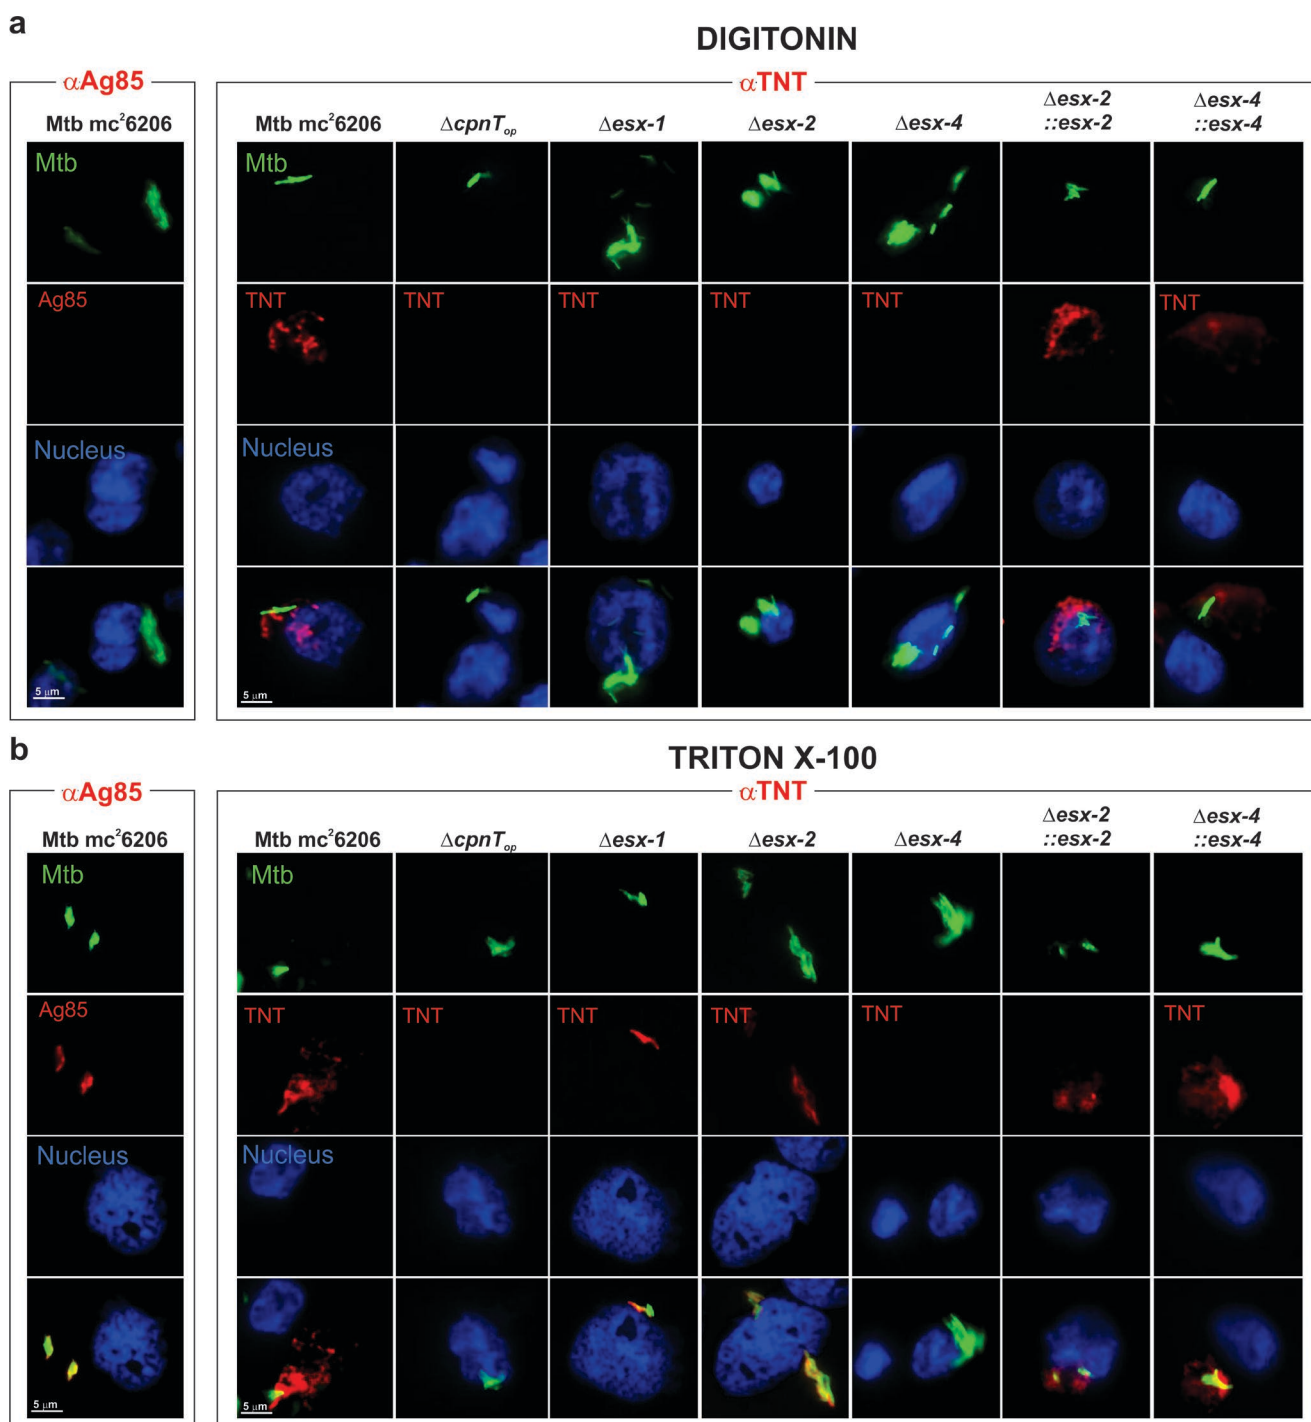 a
DIGITONIN
αAg85
αTNT
Mtb mc²6206
Mtb mc²6206
ΔcpnTop
Δesx-1
Δesx-2
Δesx-4
Δesx-2
::esx-2
Δesx-4
::esx-4
Mtb
Mtb
Ag85
TNT
TNT
TNT
TNT
TNT
TNT
Nucleus
Nucleus
5 µm
5 µm
b
TRITON X-100
αAg85
αTNT
Mtb mc²6206
Mtb mc²6206
ΔcpnTop
Δesx-1
Δesx-2
Δesx-4
Δesx-2
::esx-2
Δesx-4
::esx-4
Mtb
Mtb
Ag85
TNT
TNT
TNT
TNT
TNT
TNT
Nucleus
Nucleus
5 µm
5 µm